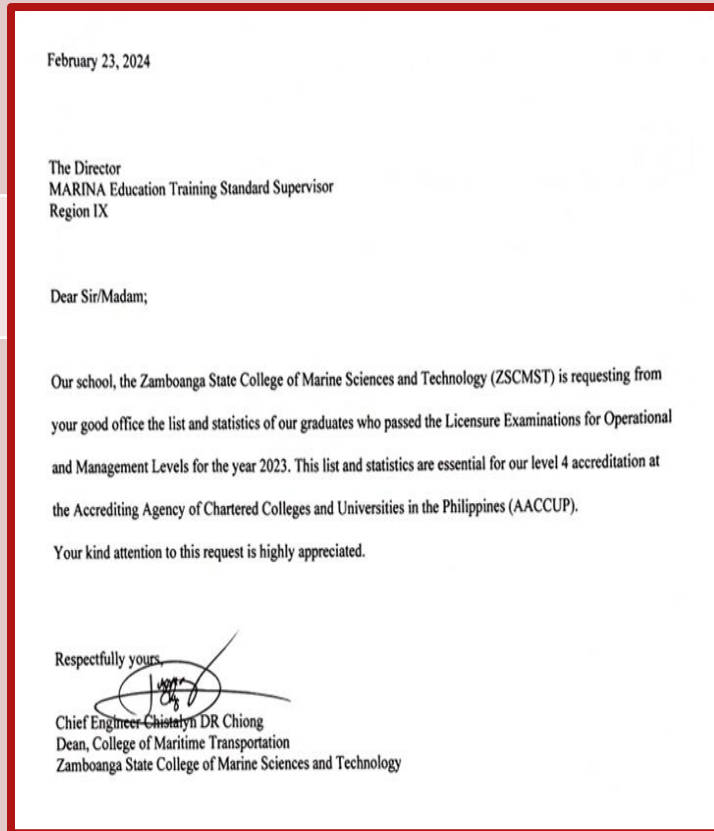 February 23, 2024
The Director
MARINA Education Training Standard Supervisor
Region IX
Dear Sir/Madam;
Our school, the Zamboanga State College of Marine Sciences and Technology (ZSCMST) is requesting from
your good office the list and statistics of our graduates who passed the Licensure Examinations for Operational
and Management Levels for the year 2023. This list and statistics are essential for our level 4 accreditation at
the Accrediting Agency of Chartered Colleges and Universities in the Philippines (AACCUP).
Your kind attention to this request is highly appreciated.
Respectfully yours,
Chief Engineer Chistalyn DR Chiong
Dean, College of Maritime Transportation
Zamboanga State College of Marine Sciences and Technology